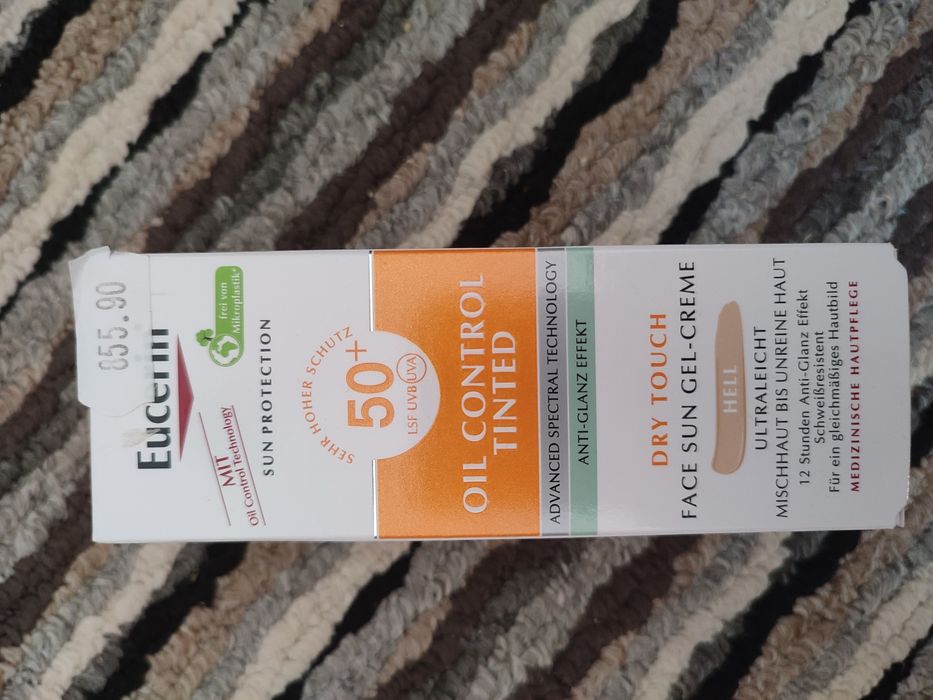 855.90
Eucerin
frei von
Mikroplastik*
MIT
Oil Control Technology
SUN PROTECTION
SEHR HOHER SCHUTZ
50+
LSF UVB UVA
OIL CONTROL
TINTED
ADVANCED SPECTRAL TECHNOLOGY
ANTI-GLANZ EFFEKT
DRY TOUCH
FACE SUN GEL-CREME
HELL
ULTRALEICHT
MISCHHAUT BIS UNREINE HAUT
12 Stunden Anti-Glanz Effekt
Schweißresistent
Für ein gleichmäßiges Hautbild
MEDIZINISCHE HAUTPFLEGE